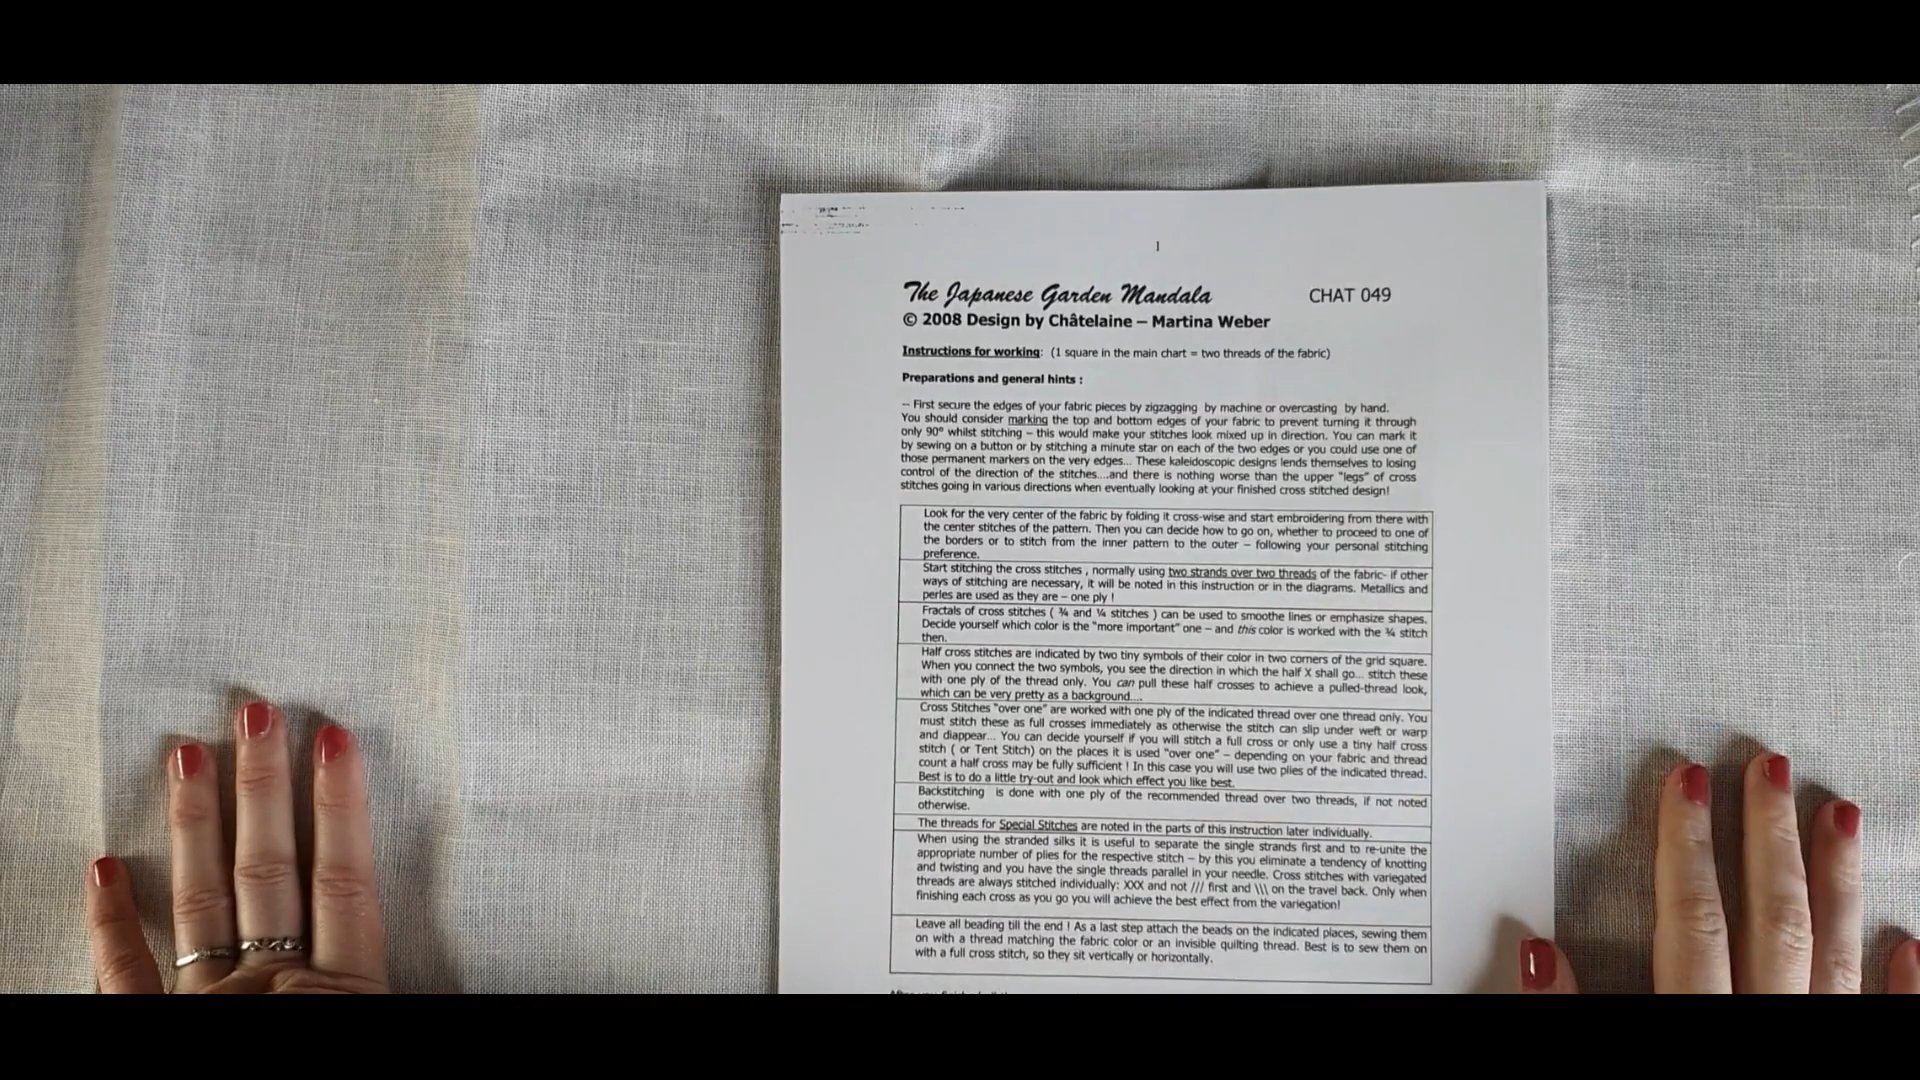 1
The Japanese Garden Mandala CHAT 049
© 2008 Design by Châtelaine – Martina Weber
Instructions for working: (1 square in the main chart = two threads of the fabric)
Preparations and general hints :
-- First secure the edges of your fabric pieces by zigzagging by machine or overcasting by hand.
You should consider marking the top and bottom edges of your fabric to prevent turning it through
only 90° whilst stitching – this would make your stitches look mixed up in direction. You can mark it
by sewing on a button or by stitching a minute star on each of the two edges or you could use one of
those permanent markers on the very edges... These kaleidoscopic designs lends themselves to losing
control of the direction of the stitches....and there is nothing worse than the upper "legs" of cross
stitches going in various directions when eventually looking at your finished cross stitched design!
Look for the very center of the fabric by folding it cross-wise and start embroidering from there with
the center stitches of the pattern. Then you can decide how to go on, whether to proceed to one of
the borders or to stitch from the inner pattern to the outer – following your personal stitching
preference.
Start stitching the cross stitches , normally using two strands over two threads of the fabric- if other
ways of stitching are necessary, it will be noted in this instruction or in the diagrams. Metallics and
perles are used as they are – one ply !
Fractals of cross stitches ( ¾ and ¼ stitches ) can be used to smoothe lines or emphasize shapes.
Decide yourself which color is the "more important" one – and this color is worked with the ¾ stitch
then.
Half cross stitches are indicated by two tiny symbols of their color in two corners of the grid square.
When you connect the two symbols, you see the direction in which the half X shall go... stitch these
with one ply of the thread only. You can pull these half crosses to achieve a pulled-thread look,
which can be very pretty as a background....
Cross Stitches "over one" are worked with one ply of the indicated thread over one thread only. You
must stitch these as full crosses immediately as otherwise the stitch can slip under weft or warp
and diappear... You can decide yourself if you will stitch a full cross or only use a tiny half cross
stitch ( or Tent Stitch) on the places it is used "over one" – depending on your fabric and thread
count a half cross may be fully sufficient ! In this case you will use two plies of the indicated thread.
Best is to do a little try-out and look which effect you like best.
Backstitching is done with one ply of the recommended thread over two threads, if not noted
otherwise.
The threads for Special Stitches are noted in the parts of this instruction later individually.
When using the stranded silks it is useful to separate the single strands first and to re-unite the
appropriate number of plies for the respective stitch – by this you eliminate a tendency of knotting
and twisting and you have the single threads parallel in your needle. Cross stitches with variegated
threads are always stitched individually: XXX and not /// first and \\\ on the travel back. Only when
finishing each cross as you go you will achieve the best effect from the variegation!
Leave all beading till the end ! As a last step attach the beads on the indicated places, sewing them
on with a thread matching the fabric color or an invisible quilting thread. Best is to sew them on
with a full cross stitch, so they sit vertically or horizontally.